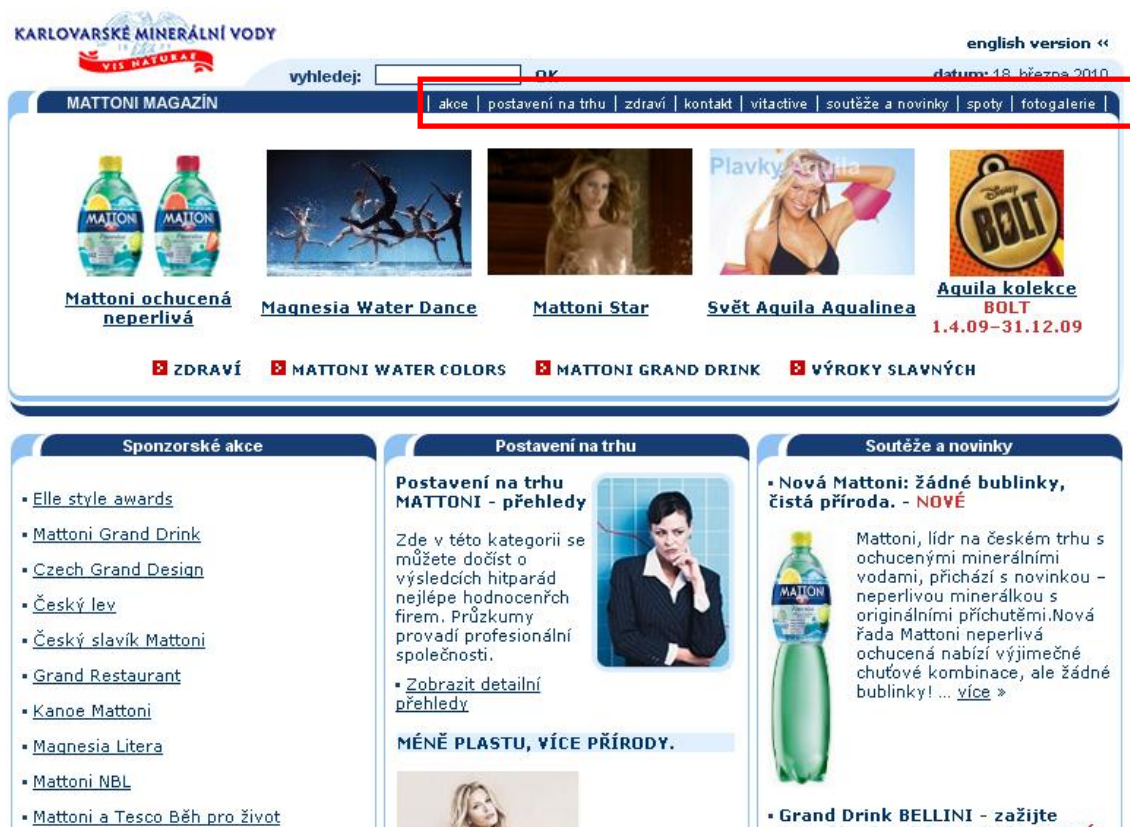 KARLOVARSKÉ MINERÁLNÍ VODY
18 73
VIS NATURAE
english version ‹‹
vyhledej: OK
datum: 18. března 2010
MATTONI MAGAZÍN
| akce | postavení na trhu | zdraví | kontakt | vitactive | soutěže a novinky | spoty | fotogalerie |
MATTONI MATTONI
Plavky Aquila
Disney
BOLT
Mattoni ochucená
neperlivá
Magnesia Water Dance
Mattoni Star
Svět Aquila Aqualinea
Aquila kolekce
BOLT
1.4.09–31.12.09
ZDRAVÍ
MATTONI WATER COLORS
MATTONI GRAND DRINK
VÝROKY SLAVNÝCH
Sponzorské akce
▪ Elle style awards
▪ Mattoni Grand Drink
▪ Czech Grand Design
▪ Český lev
▪ Český slavík Mattoni
▪ Grand Restaurant
▪ Kanoe Mattoni
▪ Magnesia Litera
▪ Mattoni NBL
▪ Mattoni a Tesco Běh pro život
Postavení na trhu
Postavení na trhu
MATTONI - přehledy
Zde v této kategorii se
můžete dočíst o
výsledcích hitparád
nejlépe hodnocenřch
firem. Průzkumy
provadí profesionální
společnosti.
▪ Zobrazit detailní
přehledy
MÉNĚ PLASTU, VÍCE PŘÍRODY.
Soutěže a novinky
▪ Nová Mattoni: žádné bublinky,
čistá příroda. - NOVÉ
MATTONI
Mattoni, lídr na českém trhu s
ochucenými minerálními
vodami, přichází s novinkou –
neperlivou minerálkou s
originálními příchutěmi.Nová
řada Mattoni neperlivá
ochucená nabízí výjimečné
chuťové kombinace, ale žádné
bublinky! ... více »
▪ Grand Drink BELLINI - zažijte